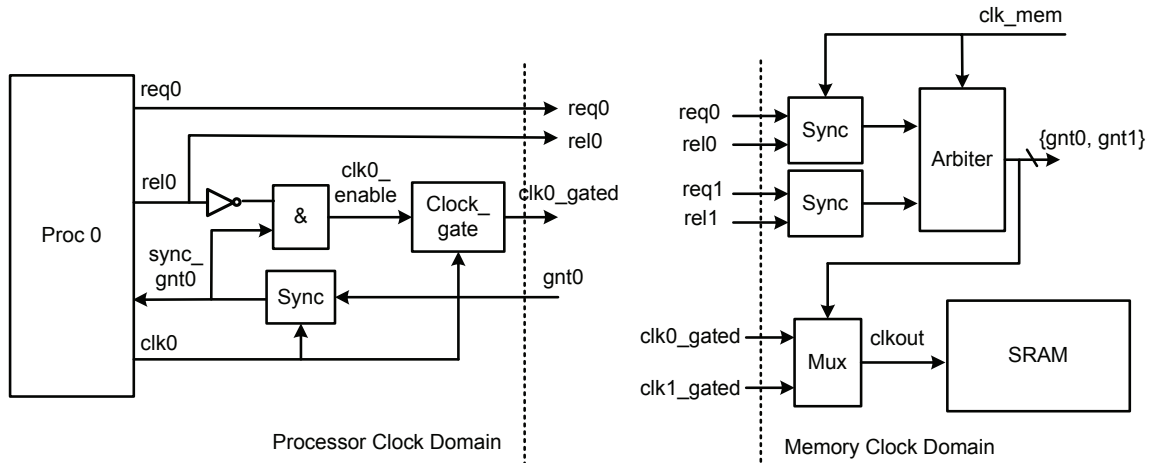 clk_mem
req0
req0
rel0
req0
rel0
Sync
Arbiter
{gnt0, gnt1}
rel0
clk0_
enable
clk0_gated
Clock_
gate
&
req1
rel1
Sync
Proc 0
sync_
gnt0
Sync
gnt0
clk0
clk0_gated
clk1_gated
Mux
clkout
SRAM
Processor Clock Domain
Memory Clock Domain